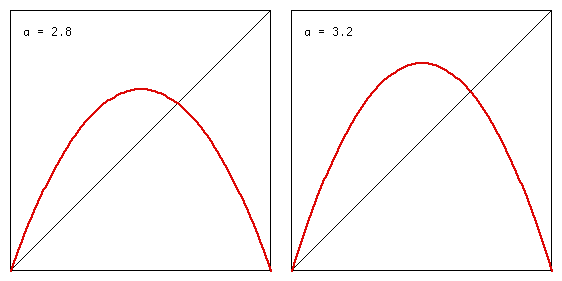 a = 2.8
a = 3.2